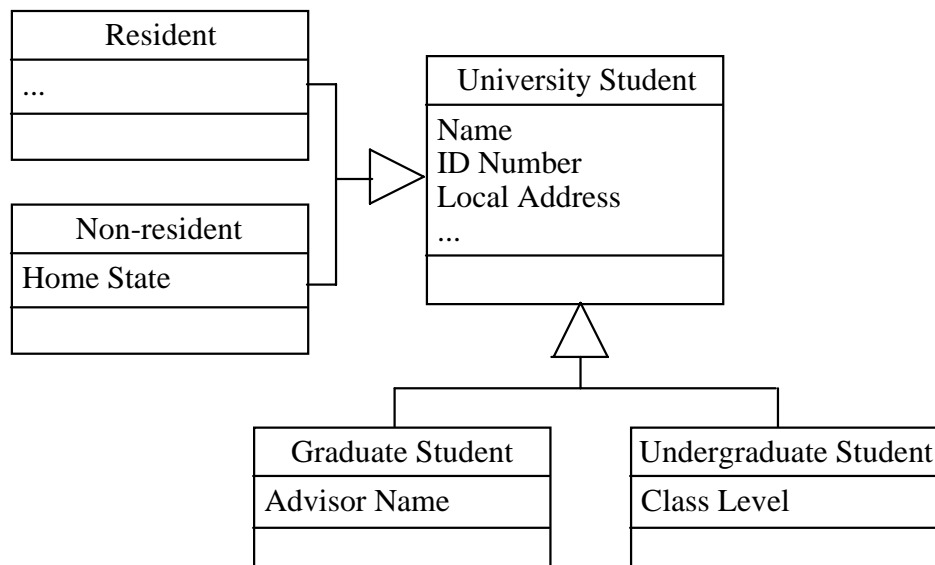 Resident
...
Non-resident
Home State
University Student
Name
ID Number
Local Address
...
Graduate Student
Advisor Name
Undergraduate Student
Class Level